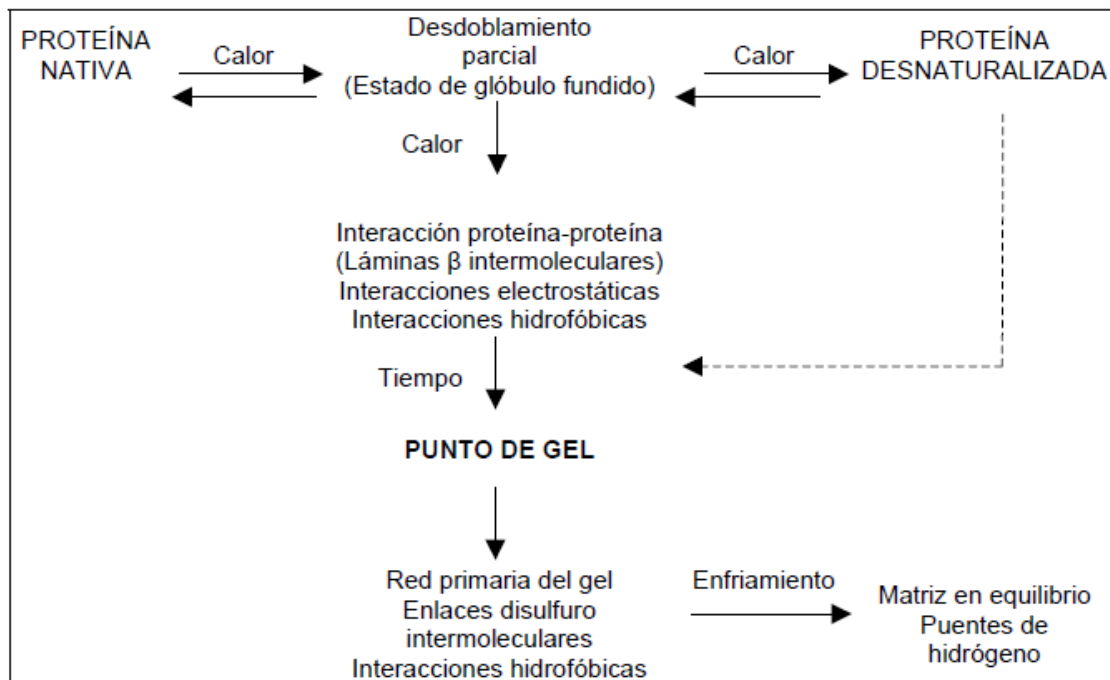 PROTEÍNA
NATIVA
Calor
Desdoblamiento
parcial
(Estado de glóbulo fundido)
Calor
PROTEÍNA
DESNATURALIZADA
Calor
Interacción proteína-proteína
(Láminas β intermoleculares)
Interacciones electrostáticas
Interacciones hidrofóbicas
Tiempo
PUNTO DE GEL
Red primaria del gel
Enlaces disulfuro
intermoleculares
Interacciones hidrofóbicas
Enfriamiento
Matriz en equilibrio
Puentes de
hidrógeno